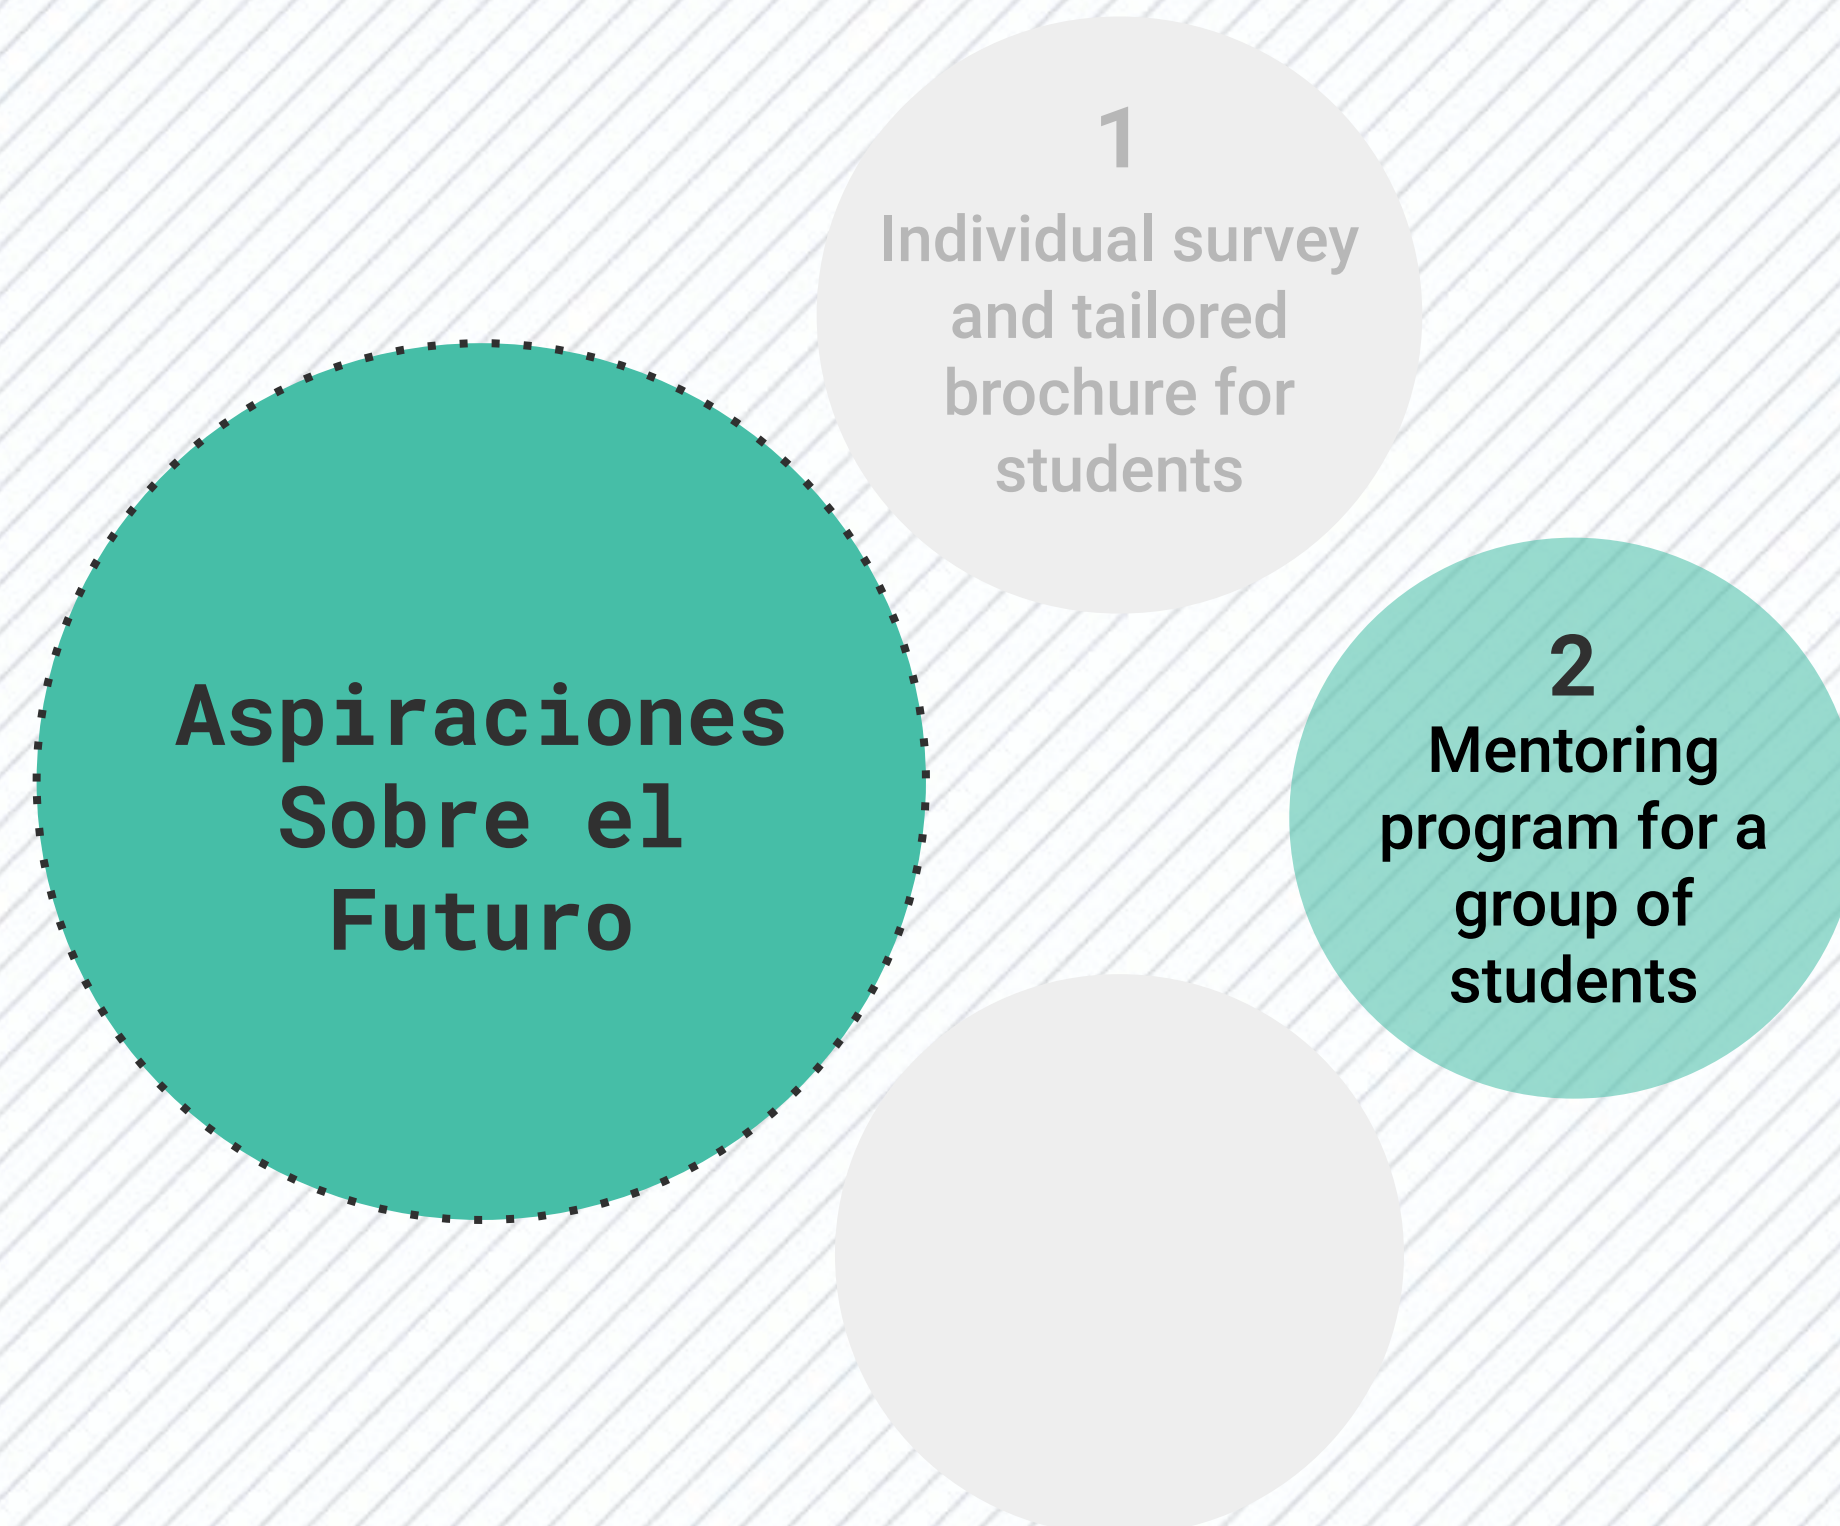 Aspiraciones
Sobre el
Futuro
1
Individual survey
and tailored
brochure for
students
2
Mentoring
program for a
group of
students